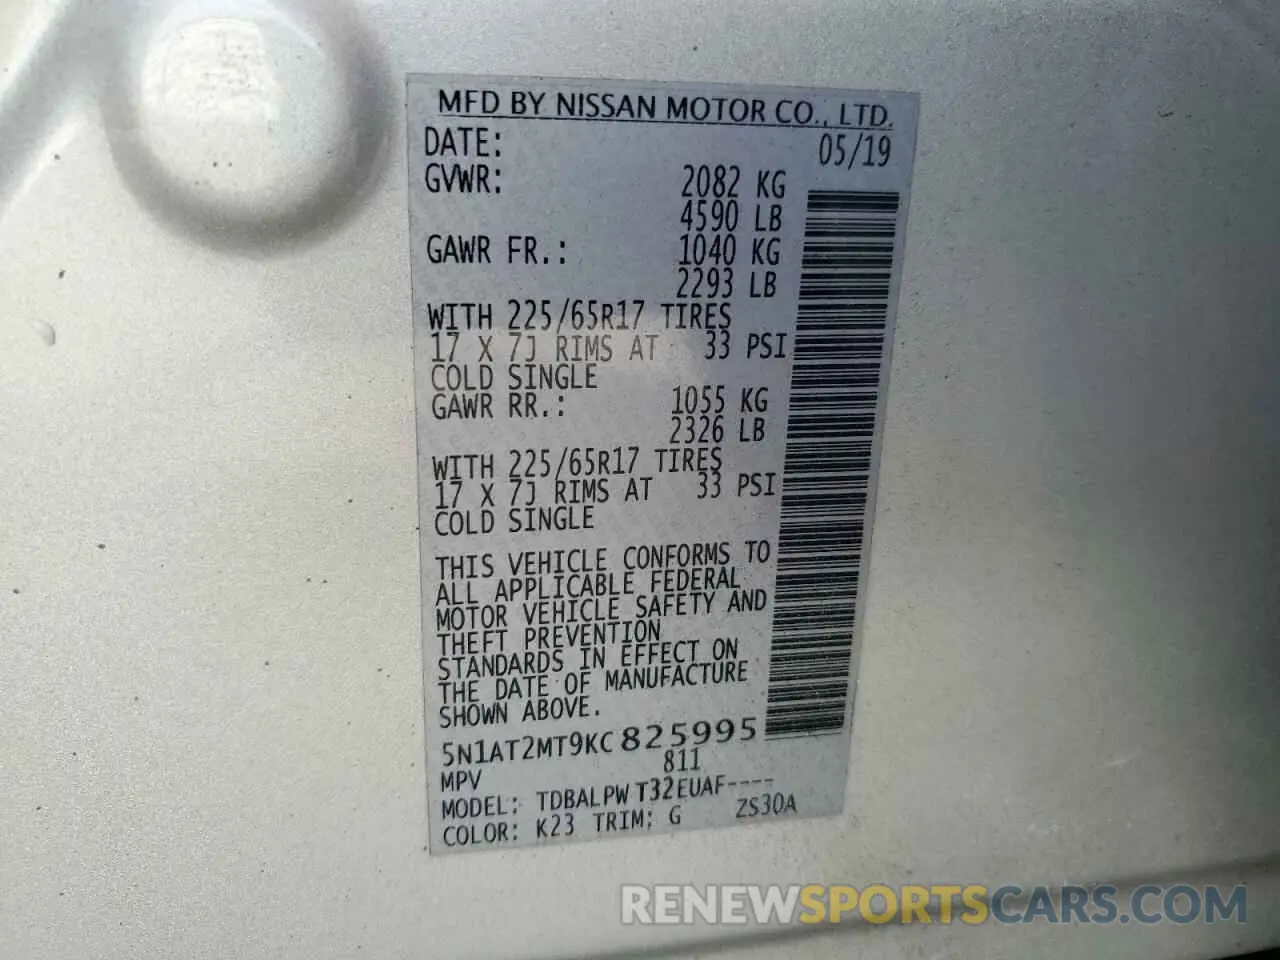 MFD BY NISSAN MOTOR CO., LTD.
DATE: 05/19
GVWR: 2082 KG
4590 LB
GAWR FR.: 1040 KG
2293 LB
WITH 225/65R17 TIRES
17 X 7J RIMS AT 33 PSI
COLD SINGLE
GAWR RR.: 1055 KG
2326 LB
WITH 225/65R17 TIRES
17 X 7J RIMS AT 33 PSI
COLD SINGLE
THIS VEHICLE CONFORMS TO
ALL APPLICABLE FEDERAL
MOTOR VEHICLE SAFETY AND
THEFT PREVENTION
STANDARDS IN EFFECT ON
THE DATE OF MANUFACTURE
SHOWN ABOVE.
5N1AT2MT9KC825995
MPV 811
MODEL: TDBALPW T32EUAF----
COLOR: K23 TRIM: G ZS30A
RENEWSPORTSCARS.COM